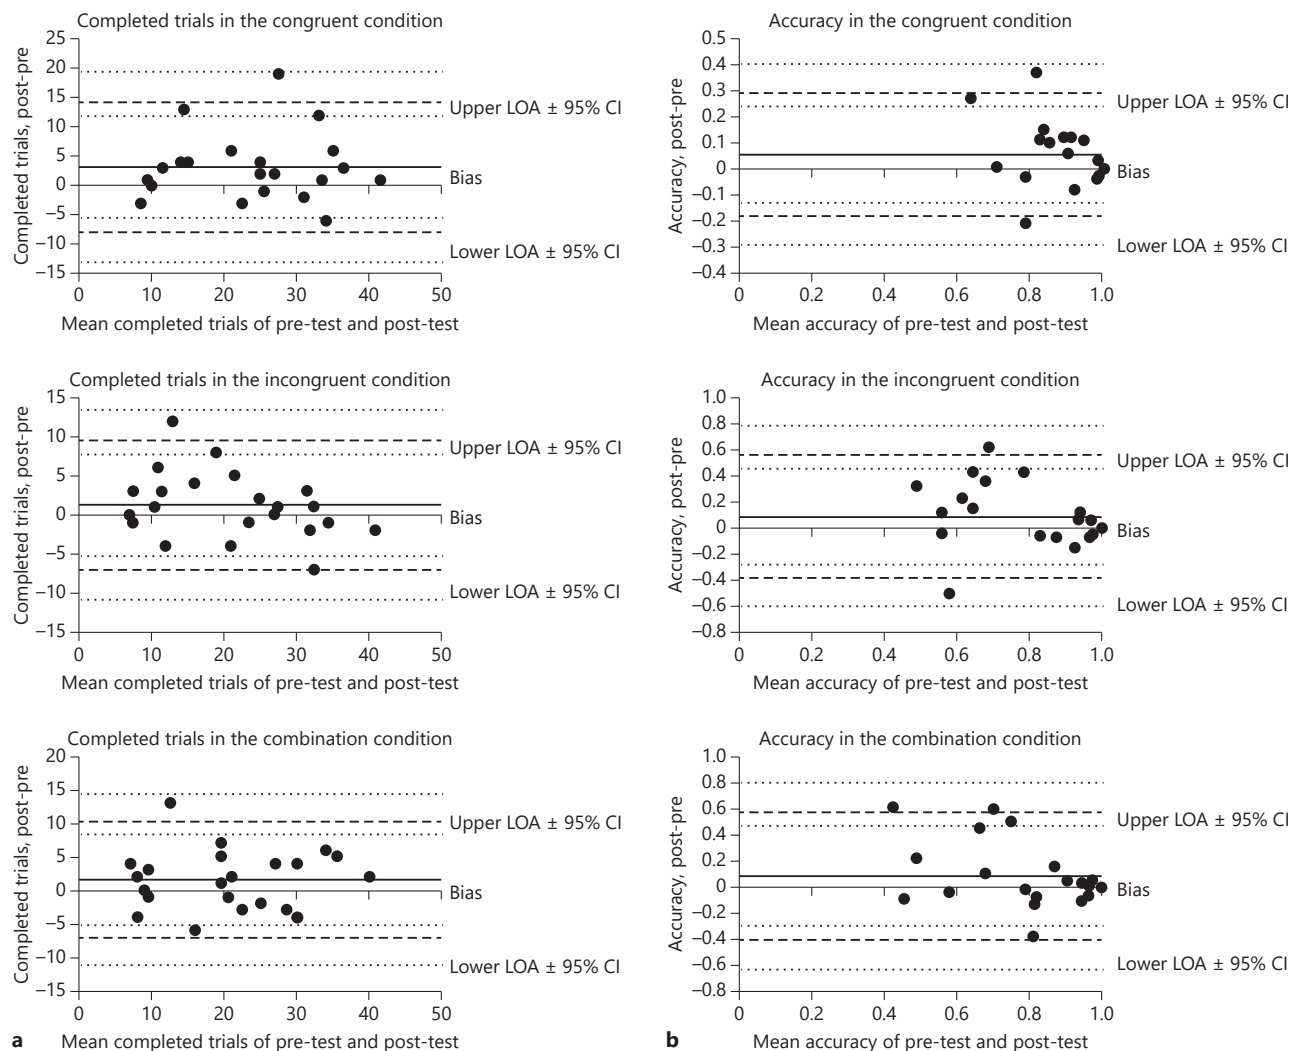 Completed trials in the congruent condition
Completed trials, post-pre
25
20
15
10
5
0
−5
−10
−15
Upper LOA ± 95% CI
Bias
Lower LOA ± 95% CI
0 10 20 30 40 50
Mean completed trials of pre-test and post-test
Accuracy in the congruent condition
Accuracy, post-pre
0.5
0.4
0.3
0.2
0.1
0
−0.1
−0.2
−0.3
−0.4
Upper LOA ± 95% CI
Bias
Lower LOA ± 95% CI
0 0.2 0.4 0.6 0.8 1.0
Mean accuracy of pre-test and post-test
Completed trials in the incongruent condition
Completed trials, post-pre
15
10
5
0
−5
−10
−15
Upper LOA ± 95% CI
Bias
Lower LOA ± 95% CI
0 10 20 30 40 50
Mean completed trials of pre-test and post-test
Accuracy in the incongruent condition
Accuracy, post-pre
1.0
0.8
0.6
0.4
0.2
0
−0.2
−0.4
−0.6
−0.8
Upper LOA ± 95% CI
Bias
Lower LOA ± 95% CI
0 0.2 0.4 0.6 0.8 1.0
Mean accuracy of pre-test and post-test
Completed trials in the combination condition
Completed trials, post-pre
20
15
10
5
0
−5
−10
−15
Upper LOA ± 95% CI
Bias
Lower LOA ± 95% CI
0 10 20 30 40 50
a Mean completed trials of pre-test and post-test
Accuracy in the combination condition
Accuracy, post-pre
1.0
0.8
0.6
0.4
0.2
0
−0.2
−0.4
−0.6
−0.8
Upper LOA ± 95% CI
Bias
Lower LOA ± 95% CI
0 0.2 0.4 0.6 0.8 1.0
b Mean accuracy of pre-test and post-test